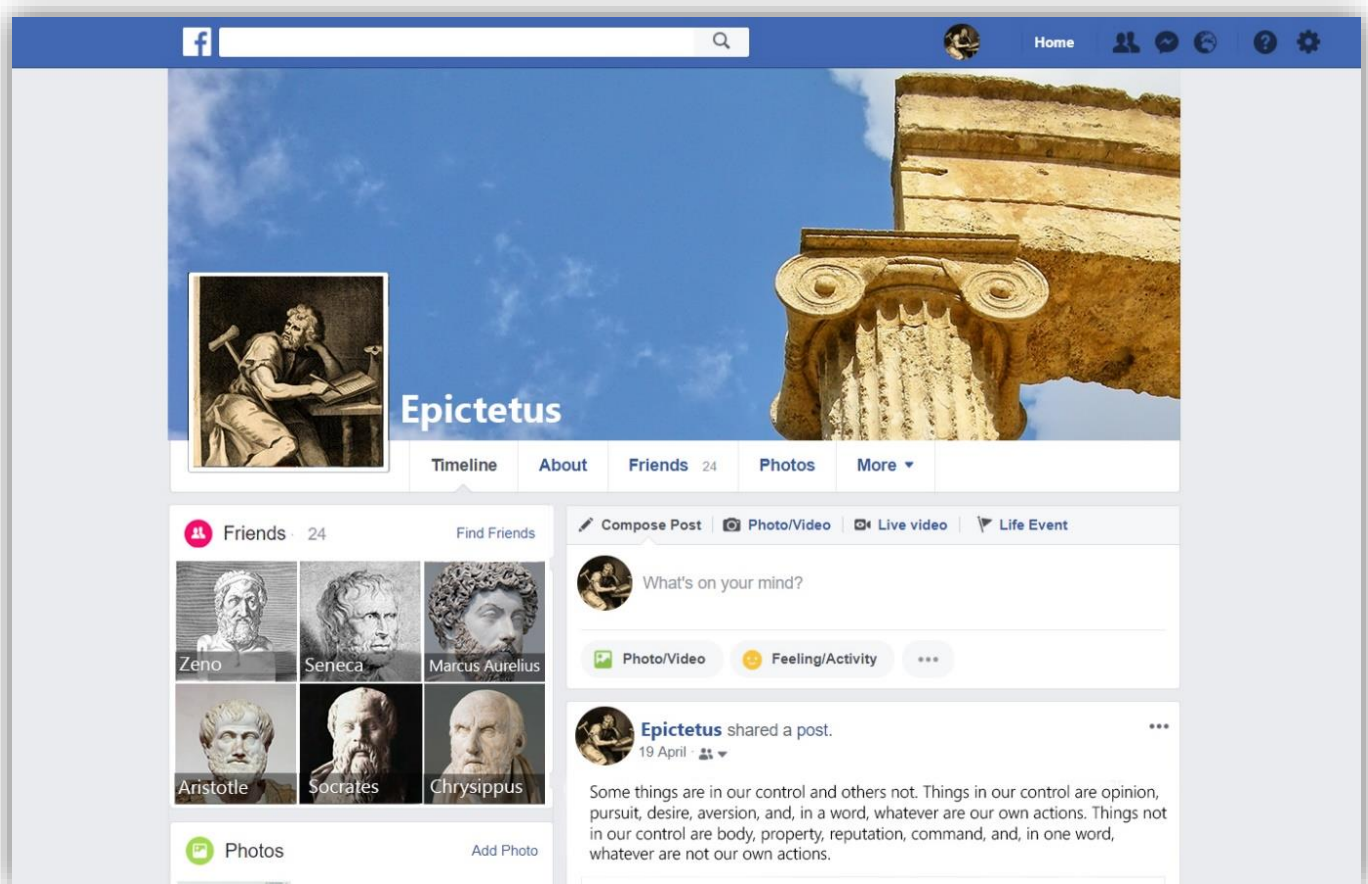 f
Home
Epictetus
Timeline About Friends 24 Photos More
Friends · 24 Find Friends
Zeno Seneca Marcus Aurelius
Aristotle Socrates Chrysippus
Photos Add Photo
Compose Post Photo/Video Live video Life Event
What's on your mind?
Photo/Video Feeling/Activity
Epictetus shared a post.
19 April ·
Some things are in our control and others not. Things in our control are opinion,
pursuit, desire, aversion, and, in a word, whatever are our own actions. Things not
in our control are body, property, reputation, command, and, in one word,
whatever are not our own actions.